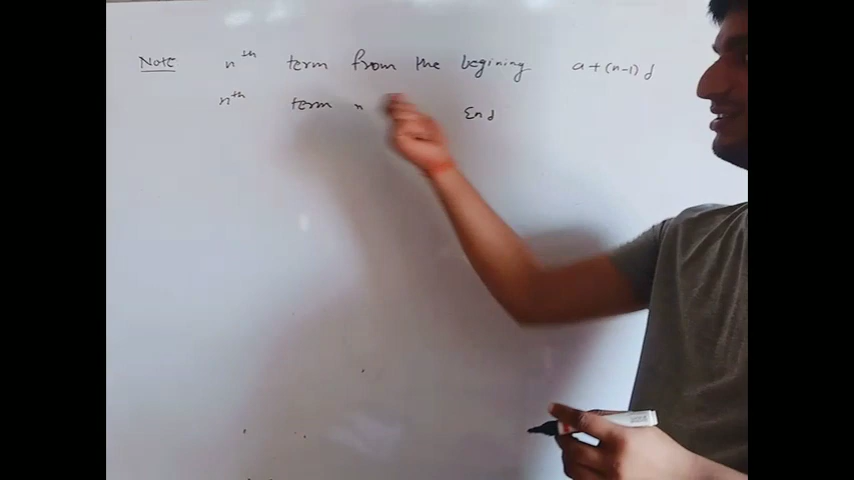 Note nth term from the begining a+(n-1)d
nth term " End